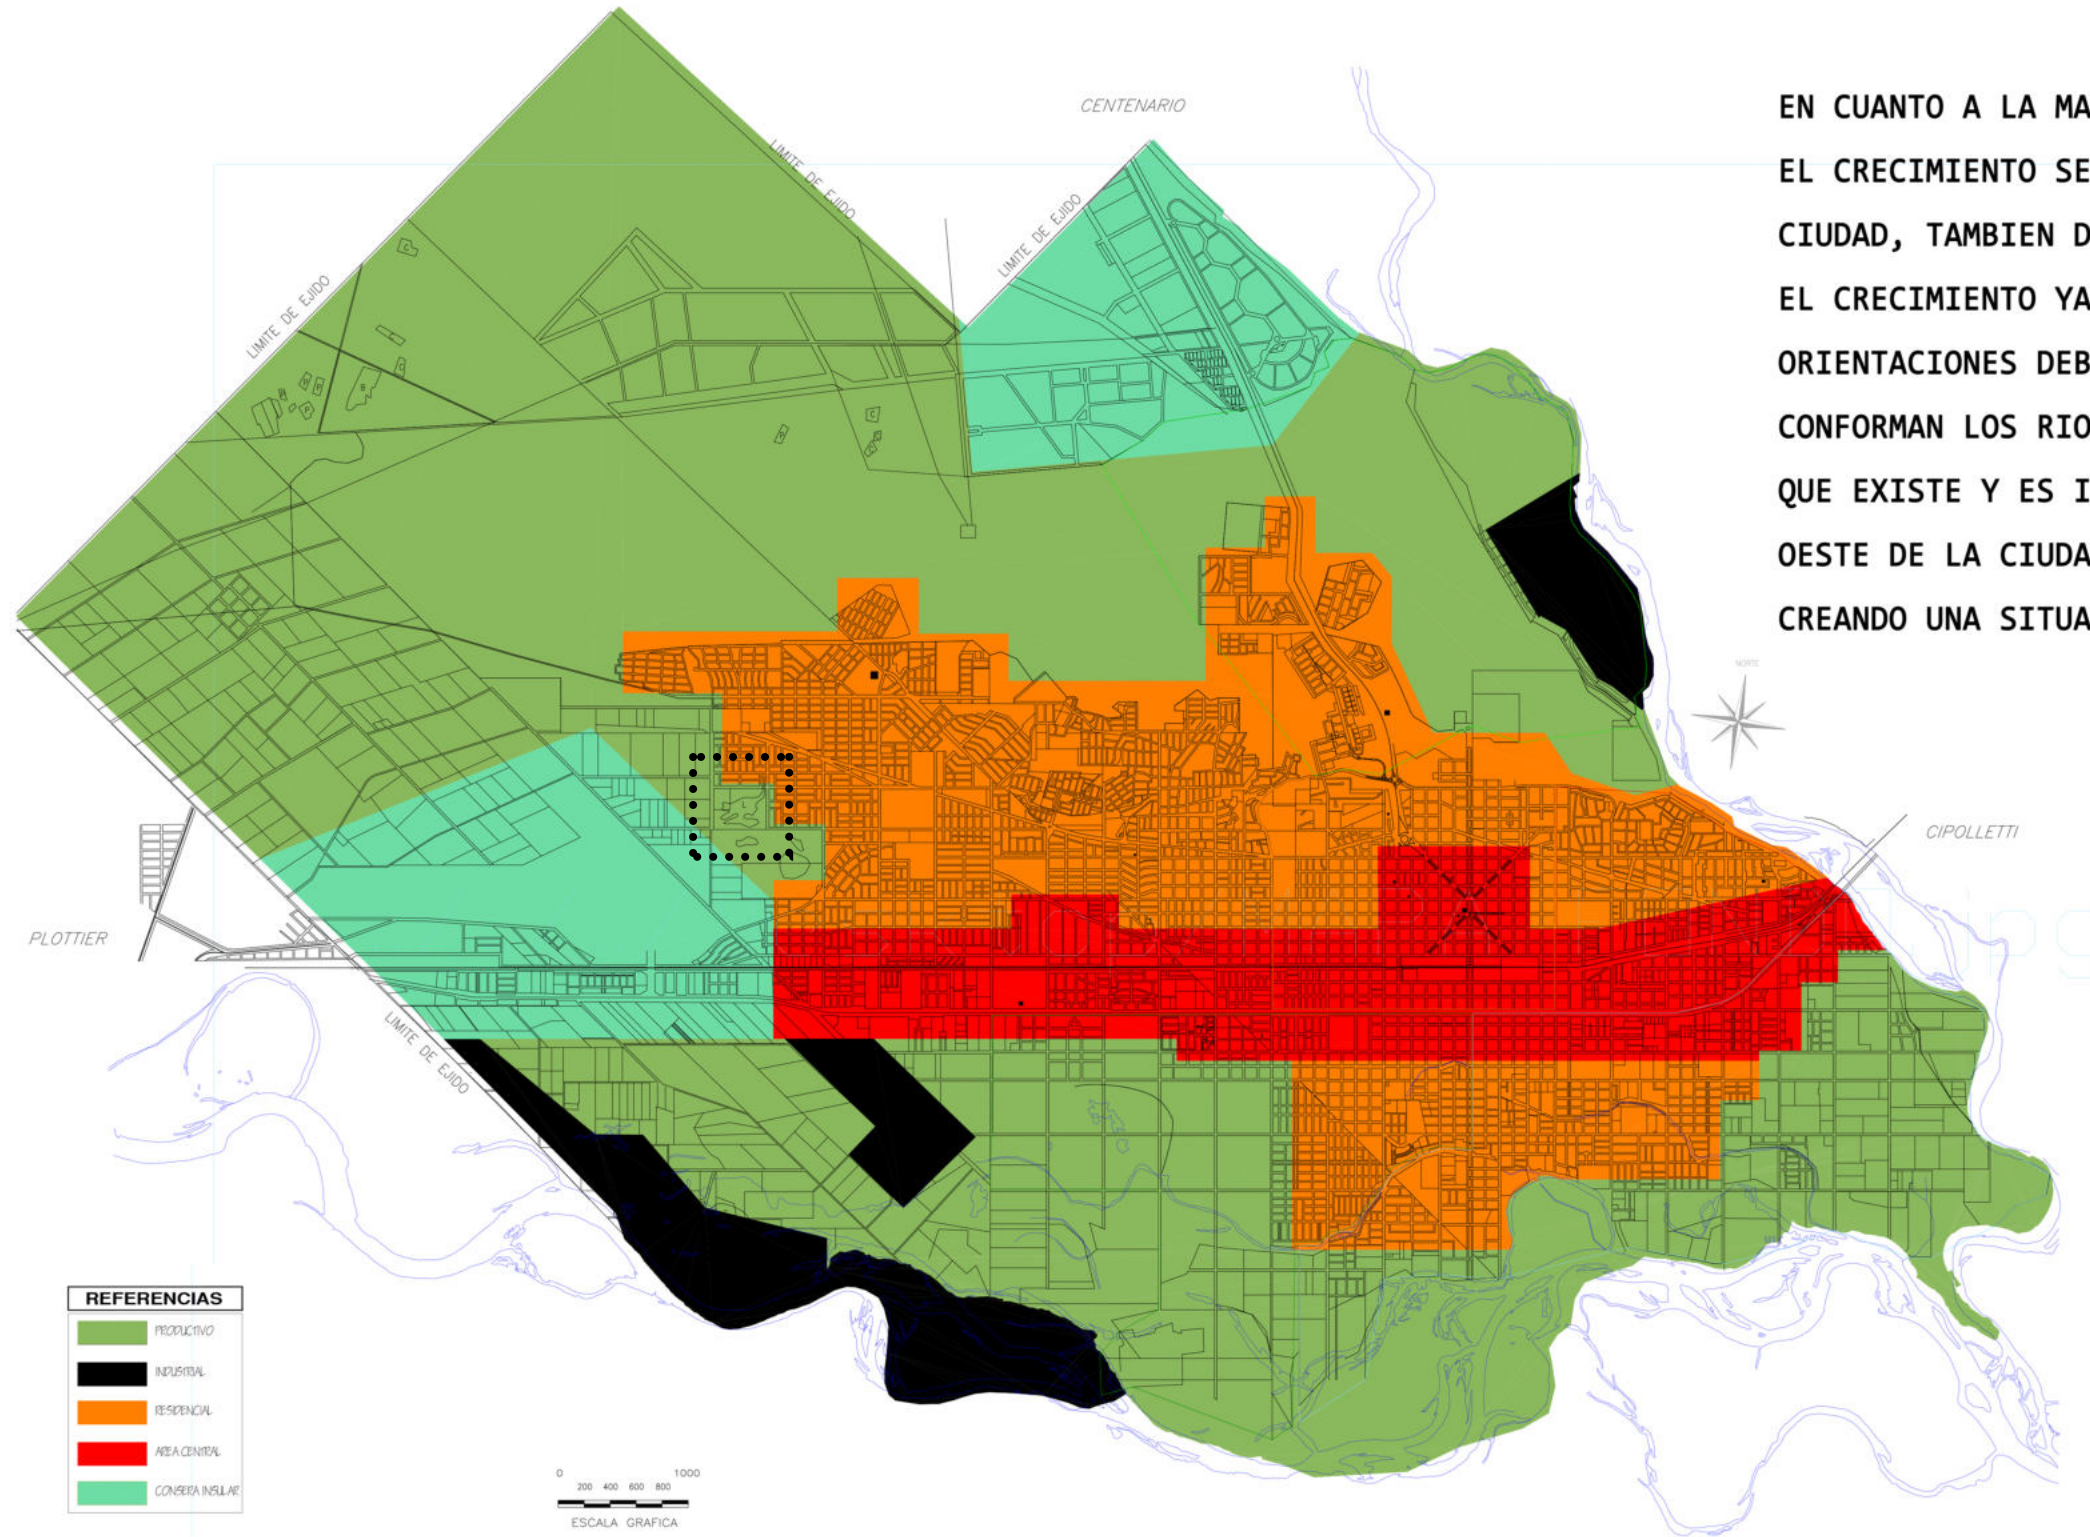 EN CUANTO A LA MA
EL CRECIMIENTO SE
CIUDAD, TAMBIEN D
EL CRECIMIENTO YA
ORIENTACIONES DEB
CONFORMAN LOS RIO
QUE EXISTE Y ES I
OESTE DE LA CIUDA
CREANDO UNA SITUA
NORTE
CENTENARIO
LIMITE DE EJIDO
LIMITE DE EJIDO
LIMITE DE EJIDO
CIPOLLETTI
PLOTTIER
LIMITE DE EJIDO
REFERENCIAS
PRODUCTIVO
INDUSTRIAL
RESIDENCIAL
AREA CENTRAL
CONSERA INSULAR
0 200 400 600 800 1000
ESCALA GRAFICA